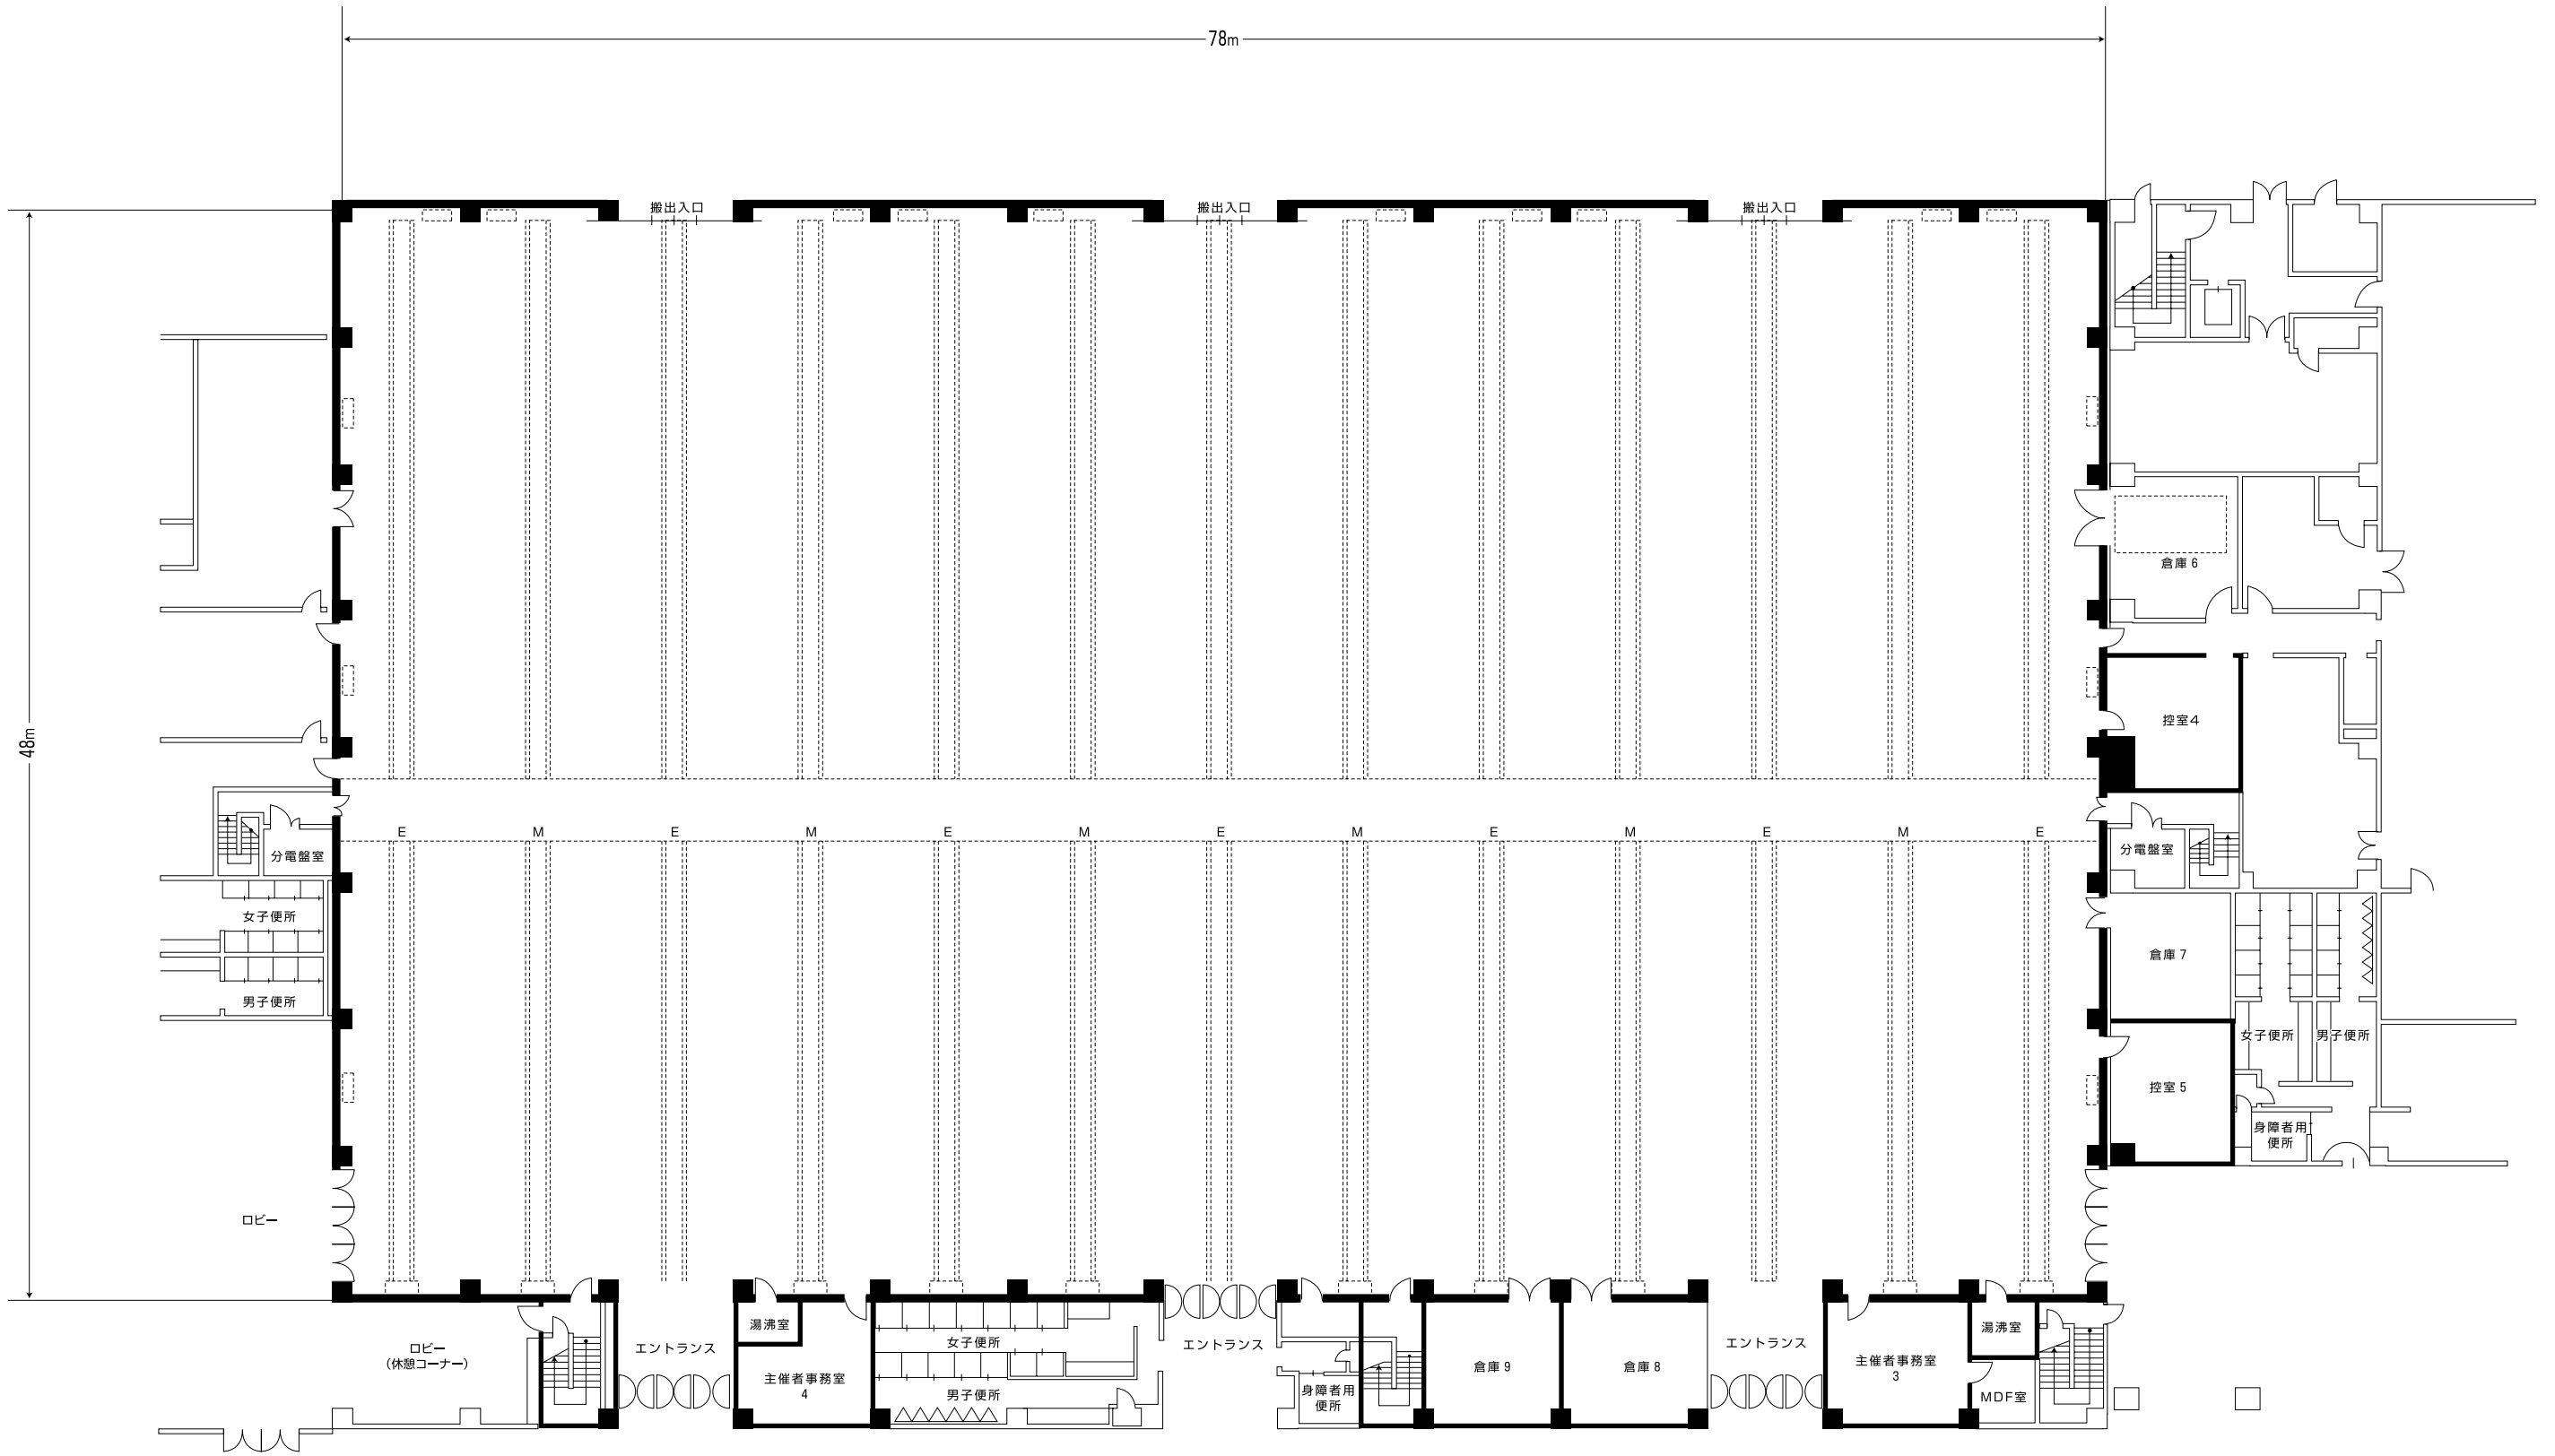 78m
搬出入口
搬出入口
搬出入口
48m
倉庫6
控室4
E
M
E
M
E
M
E
M
E
M
E
M
E
分電盤室
分電盤室
女子便所
男子便所
倉庫7
女子便所
男子便所
控室5
身障者用
便所
ロビー
ロビー
（休憩コーナー）
エントランス
湯沸室
主催者事務室
4
女子便所
男子便所
エントランス
身障者用
便所
倉庫9
倉庫8
エントランス
主催者事務室
3
湯沸室
MDF室